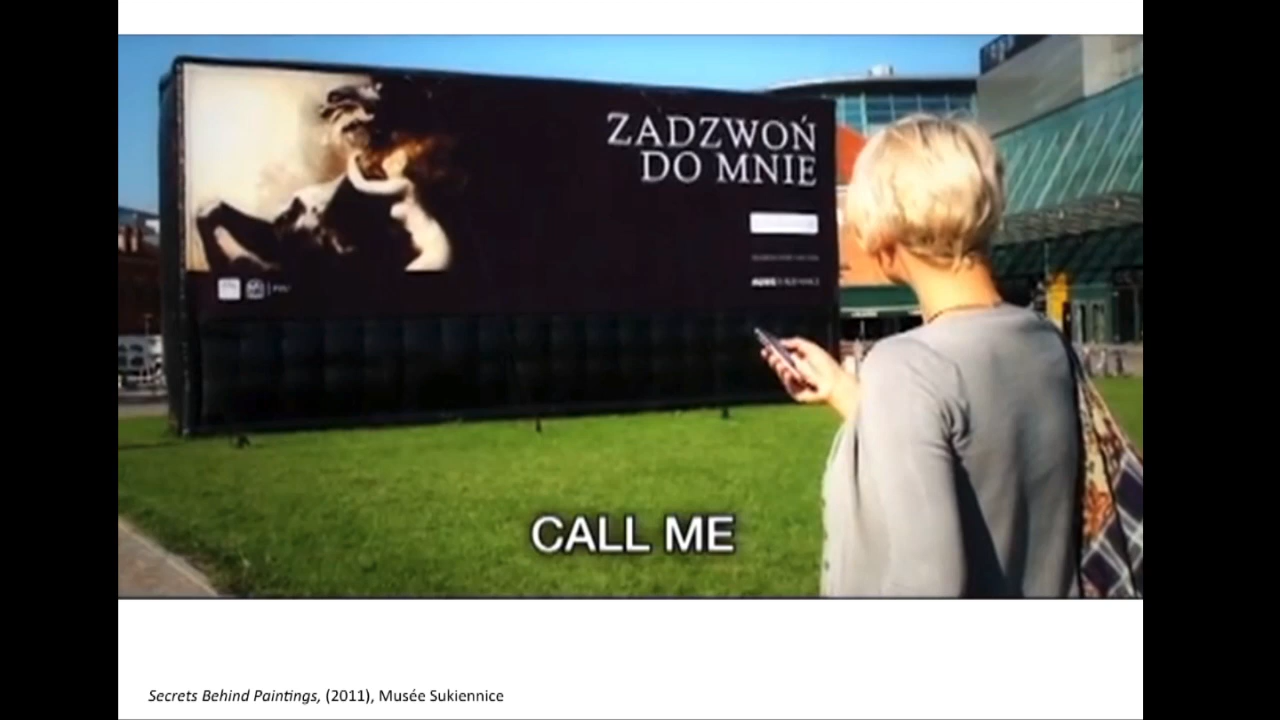 ZADZWOŃ
DO MNIE
CALL ME
Secrets Behind Paintings, (2011), Musée Sukiennice